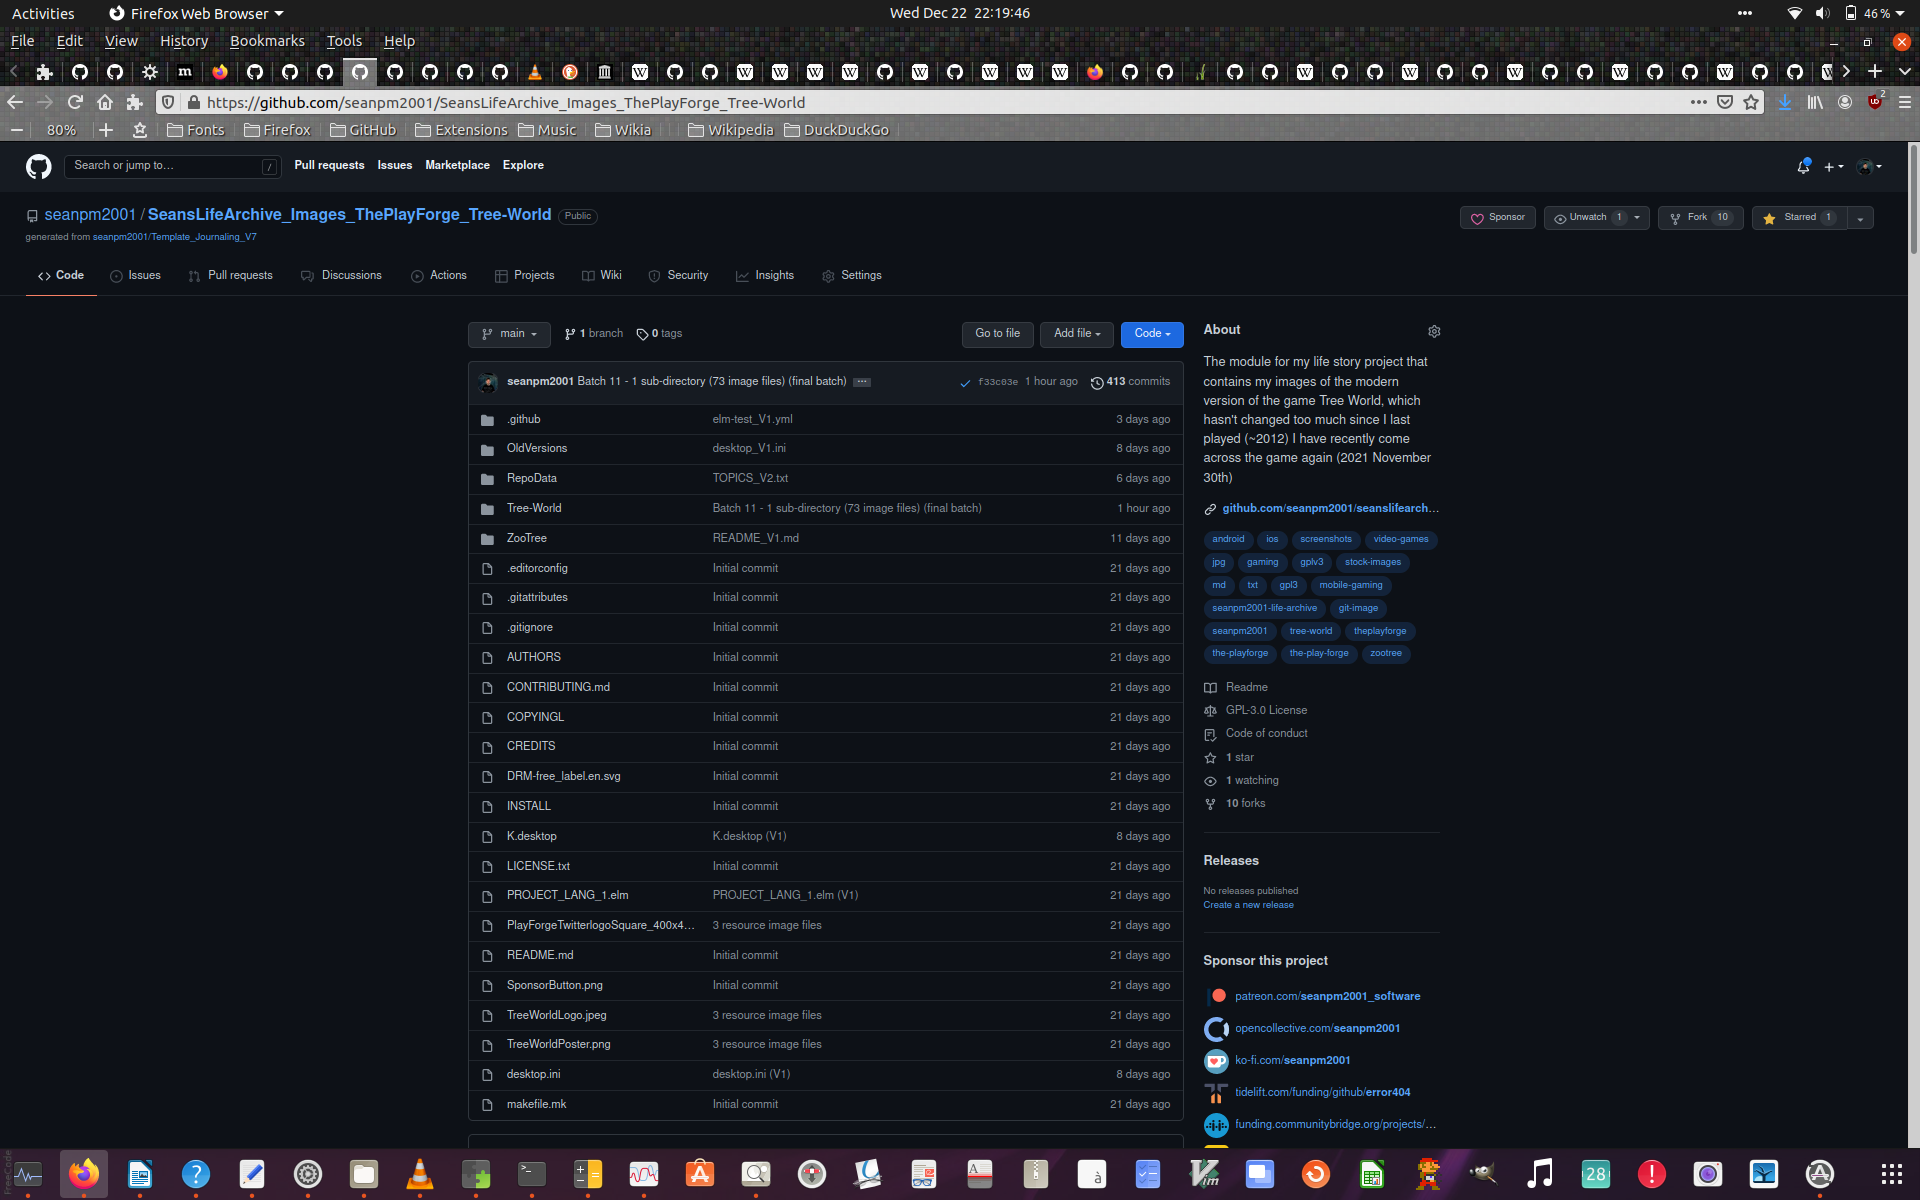 Activities
Firefox Web Browser
Wed Dec 22 22:19:46
46 %
File Edit View History Bookmarks Tools Help
https://github.com/seanpm2001/SeansLifeArchive_Images_ThePlayForge_Tree-World
80%
Fonts
Firefox
GitHub
Extensions
Music
Wikia
Wikipedia
DuckDuckGo
Search or jump to…
/
Pull requests Issues Marketplace Explore
seanpm2001 / SeansLifeArchive_Images_ThePlayForge_Tree-World Public
generated from seanpm2001/Template_Journaling_V7
Sponsor
Unwatch 1
Fork 10
Starred 1
Code
Issues
Pull requests
Discussions
Actions
Projects
Wiki
Security
Insights
Settings
main
1 branch
0 tags
Go to file
Add file
Code
seanpm2001 Batch 11 - 1 sub-directory (73 image files) (final batch) f33c03e 1 hour ago 413 commits
.github elm-test_V1.yml 3 days ago
OldVersions desktop_V1.ini 8 days ago
RepoData TOPICS_V2.txt 6 days ago
Tree-World Batch 11 - 1 sub-directory (73 image files) (final batch) 1 hour ago
ZooTree README_V1.md 11 days ago
.editorconfig Initial commit 21 days ago
.gitattributes Initial commit 21 days ago
.gitignore Initial commit 21 days ago
AUTHORS Initial commit 21 days ago
CONTRIBUTING.md Initial commit 21 days ago
COPYINGL Initial commit 21 days ago
CREDITS Initial commit 21 days ago
DRM-free_label.en.svg Initial commit 21 days ago
INSTALL Initial commit 21 days ago
K.desktop K.desktop (V1) 8 days ago
LICENSE.txt Initial commit 21 days ago
PROJECT_LANG_1.elm PROJECT_LANG_1.elm (V1) 21 days ago
PlayForgeTwitterlogoSquare_400x4… 3 resource image files 21 days ago
README.md Initial commit 21 days ago
SponsorButton.png Initial commit 21 days ago
TreeWorldLogo.jpeg 3 resource image files 21 days ago
TreeWorldPoster.png 3 resource image files 21 days ago
desktop.ini desktop.ini (V1) 8 days ago
makefile.mk Initial commit 21 days ago
About
The module for my life story project that
contains my images of the modern
version of the game Tree World, which
hasn't changed too much since I last
played (~2012) I have recently come
across the game again (2021 November
30th)
github.com/seanpm2001/seanslifearch…
android ios screenshots video-games
jpg gaming gplv3 stock-images
md txt gpl3 mobile-gaming
seanpm2001-life-archive git-image
seanpm2001 tree-world theplayforge
the-playforge the-play-forge zootree
Readme
GPL-3.0 License
Code of conduct
1 star
1 watching
10 forks
Releases
No releases published
Create a new release
Sponsor this project
patreon.com/seanpm2001_software
opencollective.com/seanpm2001
ko-fi.com/seanpm2001
tidelift.com/funding/github/error404
funding.communitybridge.org/projects/…
28